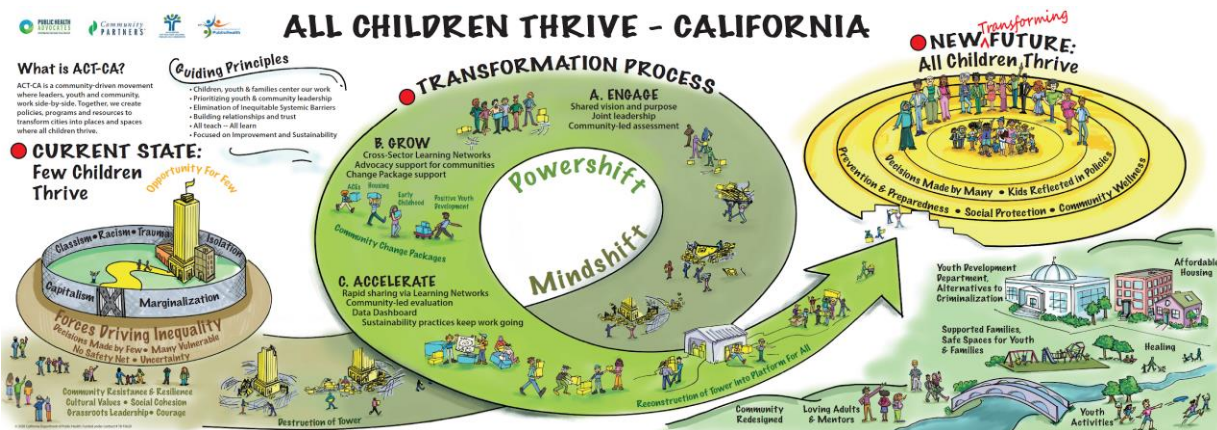 PUBLIC HEALTH
ADVOCATES
Community
PARTNERS
PublicHealth
ALL CHILDREN THRIVE - CALIFORNIA
What is ACT-CA?
ACT-CA is a community-driven movement
where leaders, youth and community,
work side-by-side. Together, we create
policies, programs and resources to
transform cities into places and spaces
where all children thrive.
Guiding Principles
• Children, youth & families center our work
• Prioritizing youth & community leadership
• Elimination of Inequitable Systemic Barriers
• Building relationships and trust
• All teach - All learn
• Focused on Improvement and Sustainability
CURRENT STATE:
Few Children
Thrive
Opportunity For Few
Classism • Racism • Trauma
Isolation
Capitalism
Marginalization
Forces Driving Inequality
Decisions Made by Few • Many Vulnerable
No Safety Net • Uncertainty
Community Resistance & Resilience
Cultural Values • Social Cohesion
Grassroots Leadership • Courage
Destruction of Tower
TRANSFORMATION PROCESS
A. ENGAGE
Shared vision and purpose
Joint leadership
Community-led assessment
B. GROW
Cross-Sector Learning Networks
Advocacy support for communities
Change Package support
ACEs
Housing
Early
Childhood
Positive Youth
Development
Community Change Packages
C. ACCELERATE
Rapid sharing via Learning Networks
Community-led evaluation
Data Dashboard
Sustainability practices keep work going
Powershift
Mindshift
Reconstruction of Tower Into Platform For All
Transforming
NEW ^ FUTURE:
All Children Thrive
Decisions Made by Many • Kids Reflected in Policies
Prevention & Preparedness • Social Protection • Community Wellness
Youth Development
Department,
Alternatives to
Criminalization
Affordable
Housing
Supported Families,
Safe Spaces for Youth
& Families
Healing
Community
Redesigned
Loving Adults
& Mentors
Youth
Activities